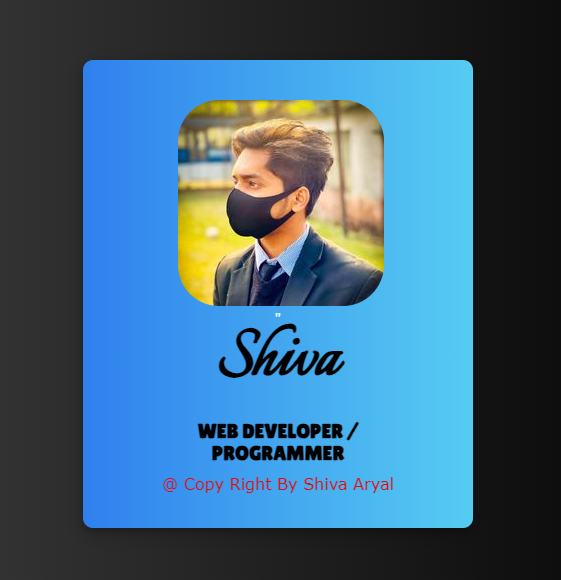 "
Shiva
WEB DEVELOPER /
PROGRAMMER
@ Copy Right By Shiva Aryal